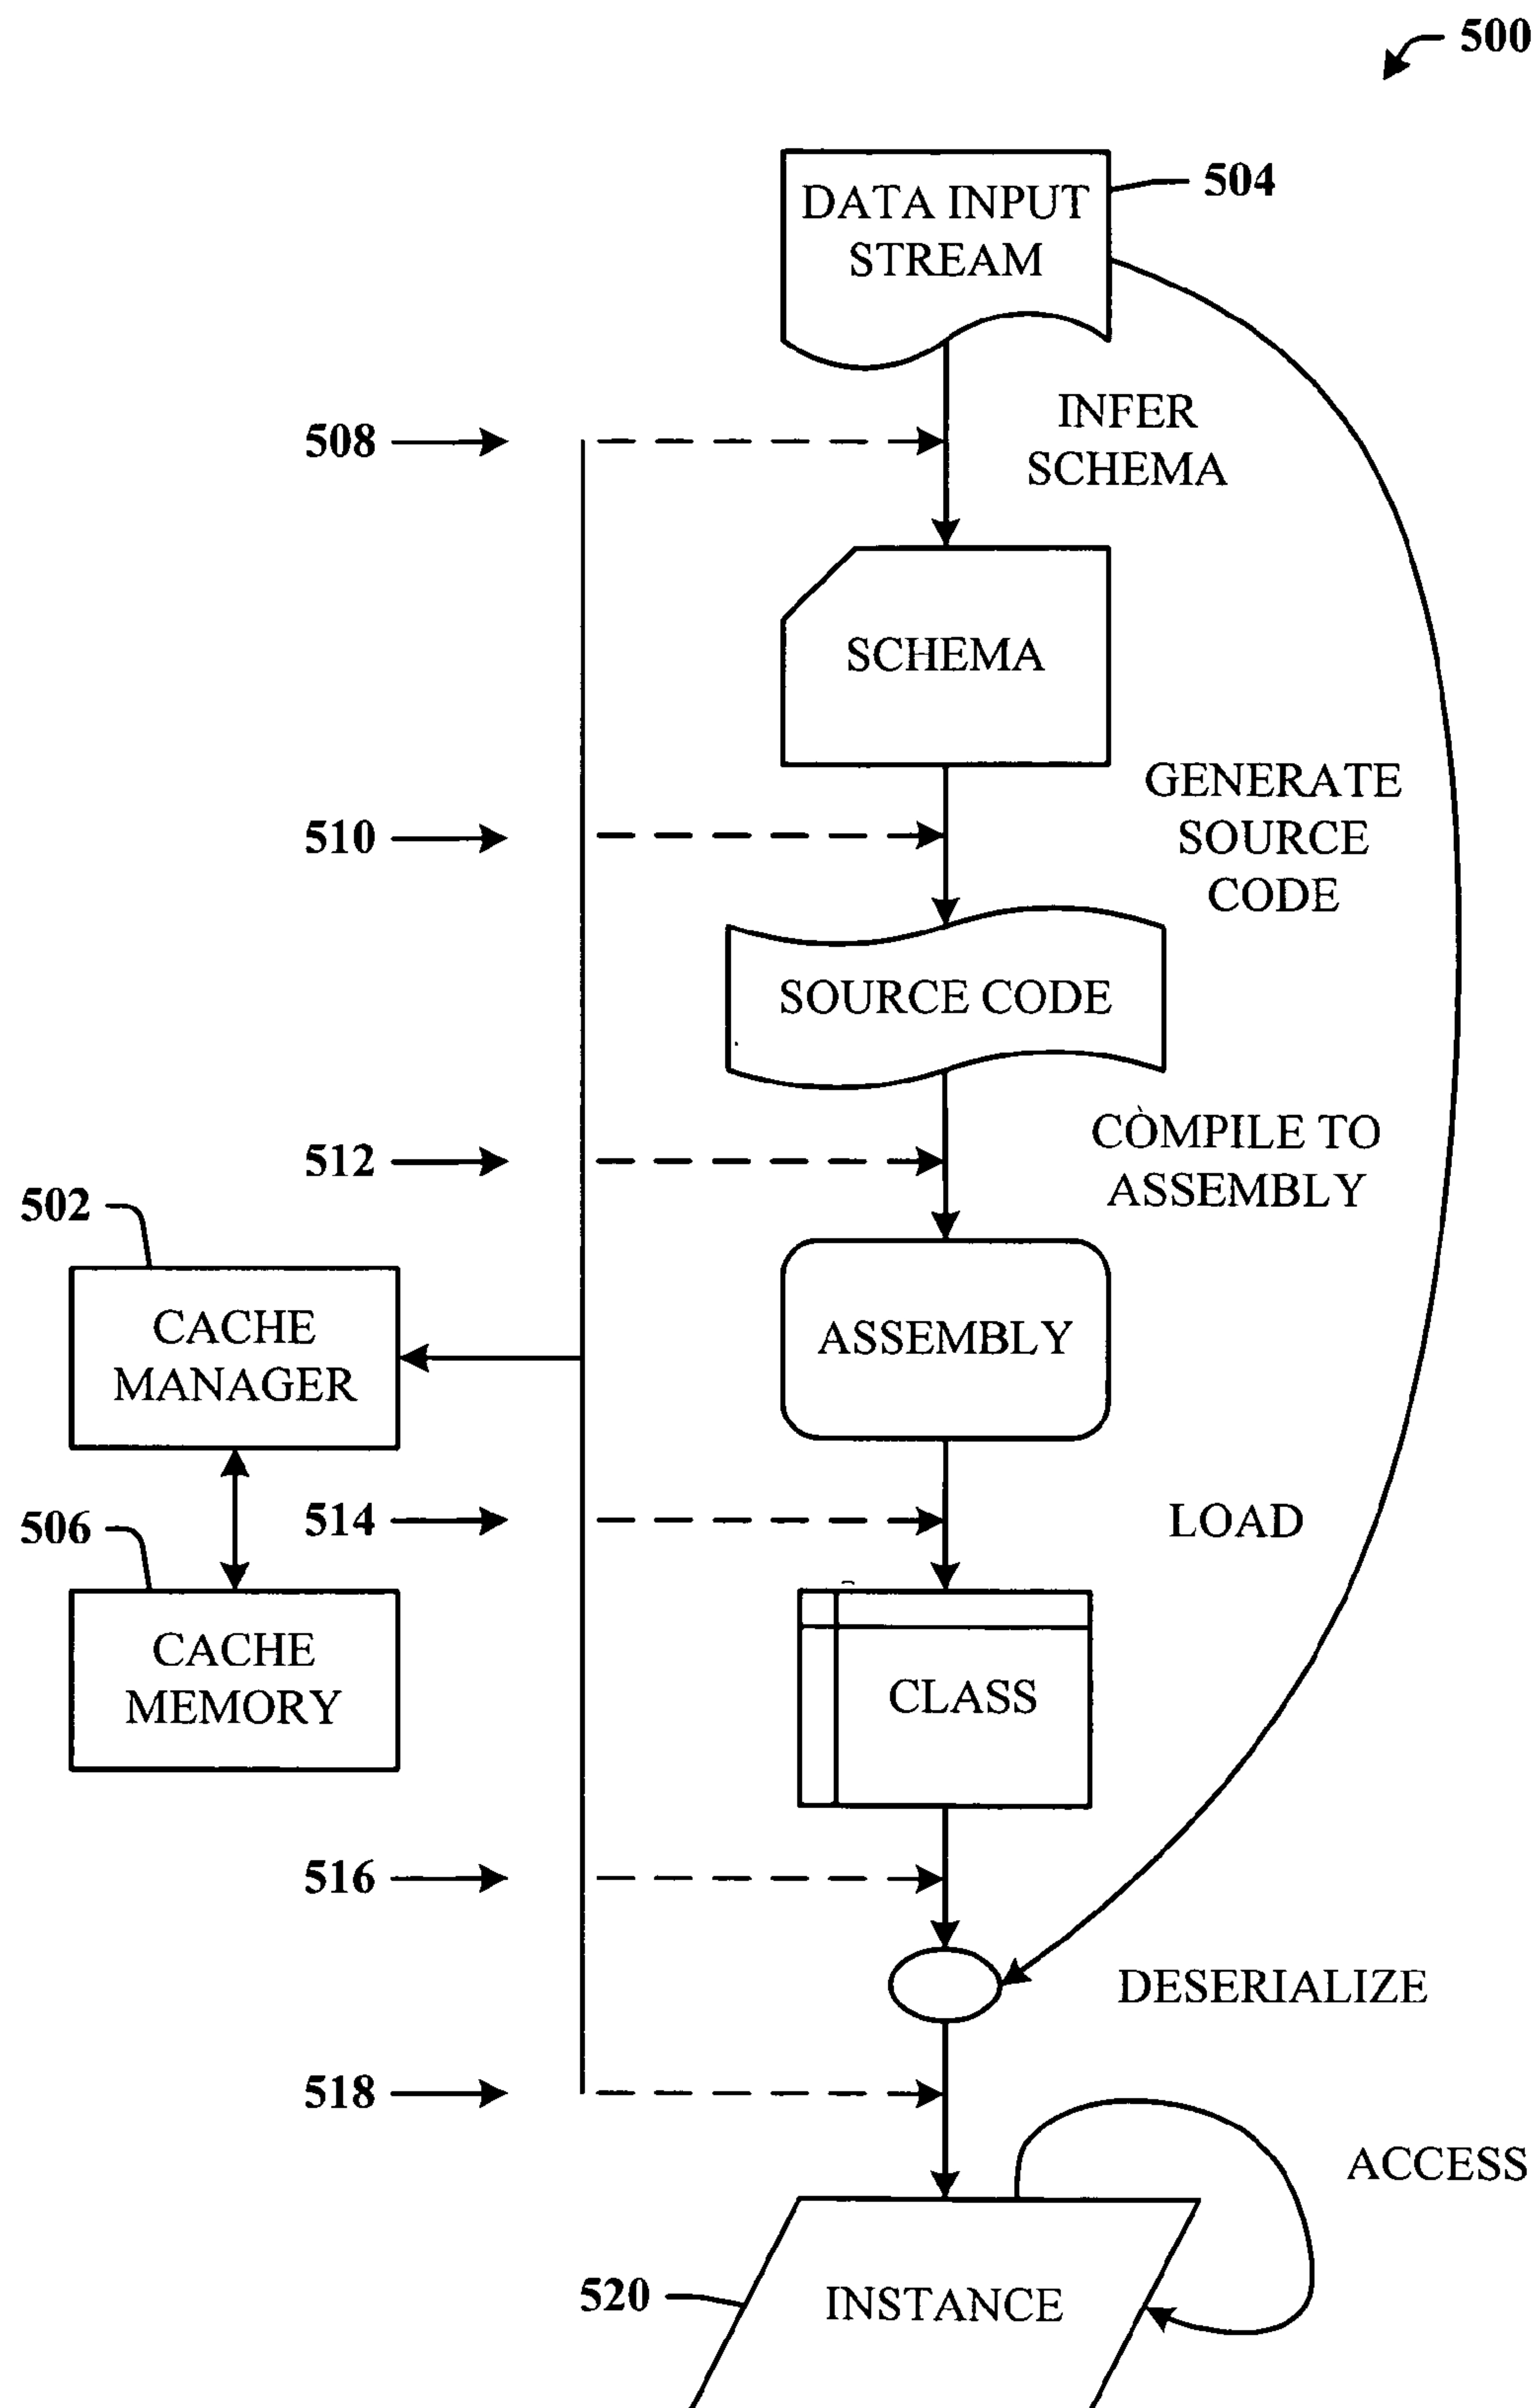 500
DATA INPUT
STREAM
504
INFER
SCHEMA
508
SCHEMA
GENERATE
SOURCE
CODE
510
SOURCE CODE
COMPILE TO
ASSEMBLY
512
502
CACHE
MANAGER
ASSEMBLY
514
LOAD
506
CACHE
MEMORY
CLASS
516
DESERIALIZE
518
ACCESS
520
INSTANCE